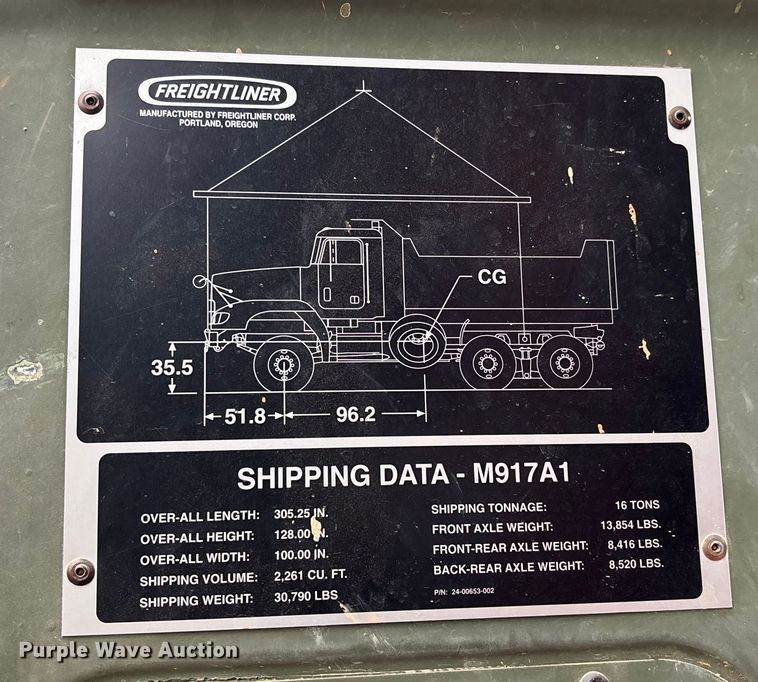 FREIGHTLINER
MANUFACTURED BY FREIGHTLINER CORP.
PORTLAND, OREGON
CG
35.5
51.8
96.2
SHIPPING DATA - M917A1
OVER-ALL LENGTH: 305.25 IN.
OVER-ALL HEIGHT: 128.00 IN.
OVER-ALL WIDTH: 100.00 IN.
SHIPPING VOLUME: 2,261 CU. FT.
SHIPPING WEIGHT: 30,790 LBS
SHIPPING TONNAGE: 16 TONS
FRONT AXLE WEIGHT: 13,854 LBS.
FRONT-REAR AXLE WEIGHT: 8,416 LBS.
BACK-REAR AXLE WEIGHT: 8,520 LBS.
P/N: 24-00653-002
Purple Wave Auction